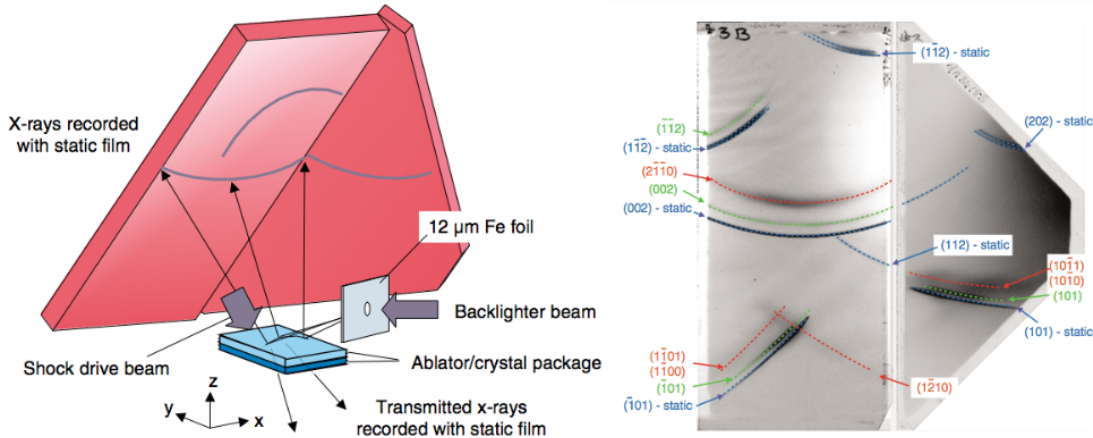 X-rays recorded
with static film
12 μm Fe foil
Backlighter beam
Shock drive beam
Ablator/crystal package
Transmitted x-rays
recorded with static film
z
y
x
3B
(11̅2) - static
(1̅1̅2)
(11̅2̅) - static
(21̅1̅0)
(002)
(002) - static
(202) - static
(112) - static
(101̅1)
(101̅0)
(101)
(101) - static
(11̅01)
(11̅00)
(1̅01)
(1̅01) - static
(12̅10)